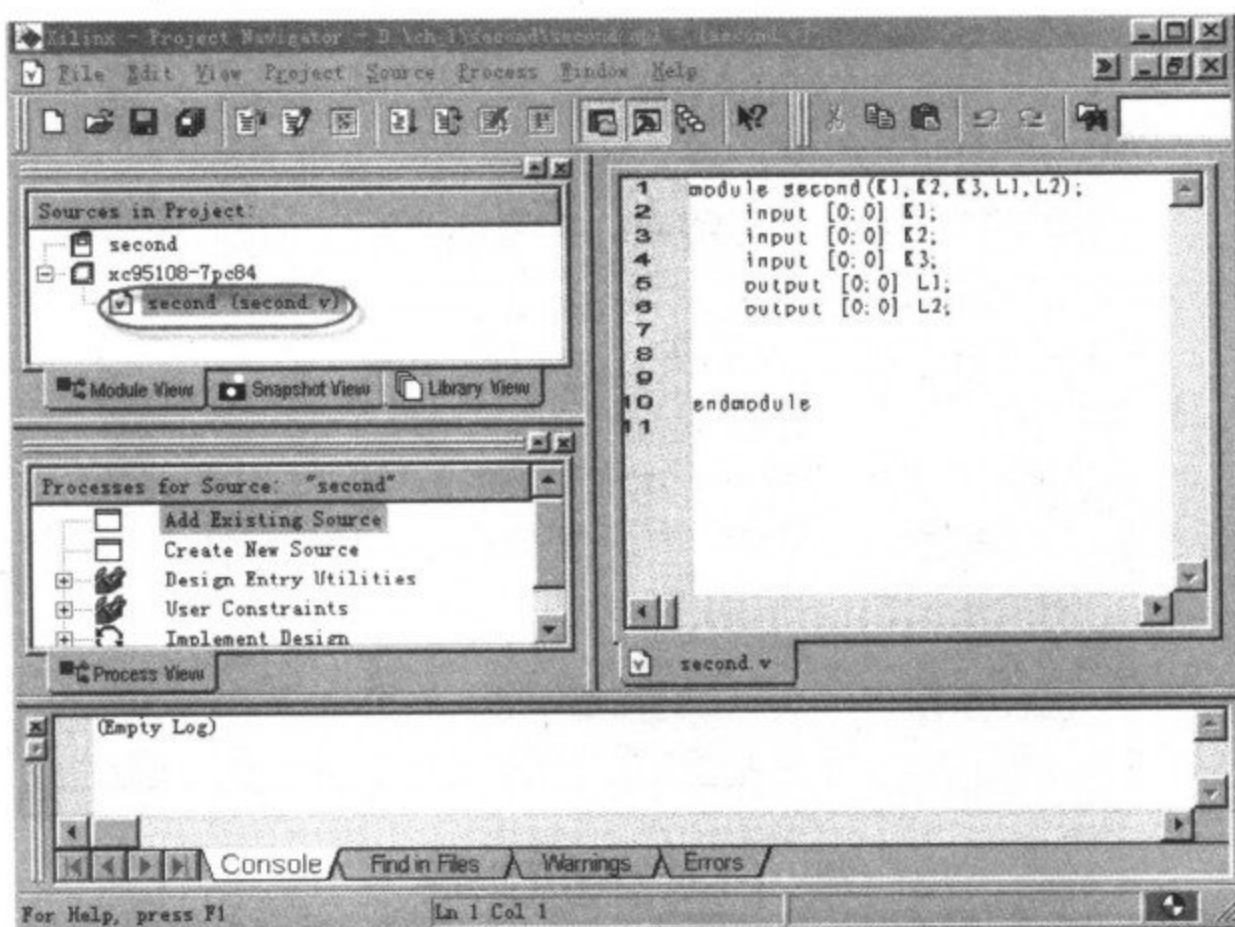 Xilinx - Project Navigator - D:\ch_1\second\second.npl - [second.v]
File Edit View Project Source Process Window Help
Sources in Project:
second
xc95108-7pc84
second (second.v)
Module View Snapshot View Library View
Processes for Source: "second"
Add Existing Source
Create New Source
Design Entry Utilities
User Constraints
Implement Design
Process View
1 module second(K1,K2,K3,L1,L2);
2 input [0:0] K1;
3 input [0:0] K2;
4 input [0:0] K3;
5 output [0:0] L1;
6 output [0:0] L2;
7
8
9
10 endmodule
11
second.v
(Empty Log)
Console Find in Files Warnings Errors
For Help, press F1 Ln 1 Col 1